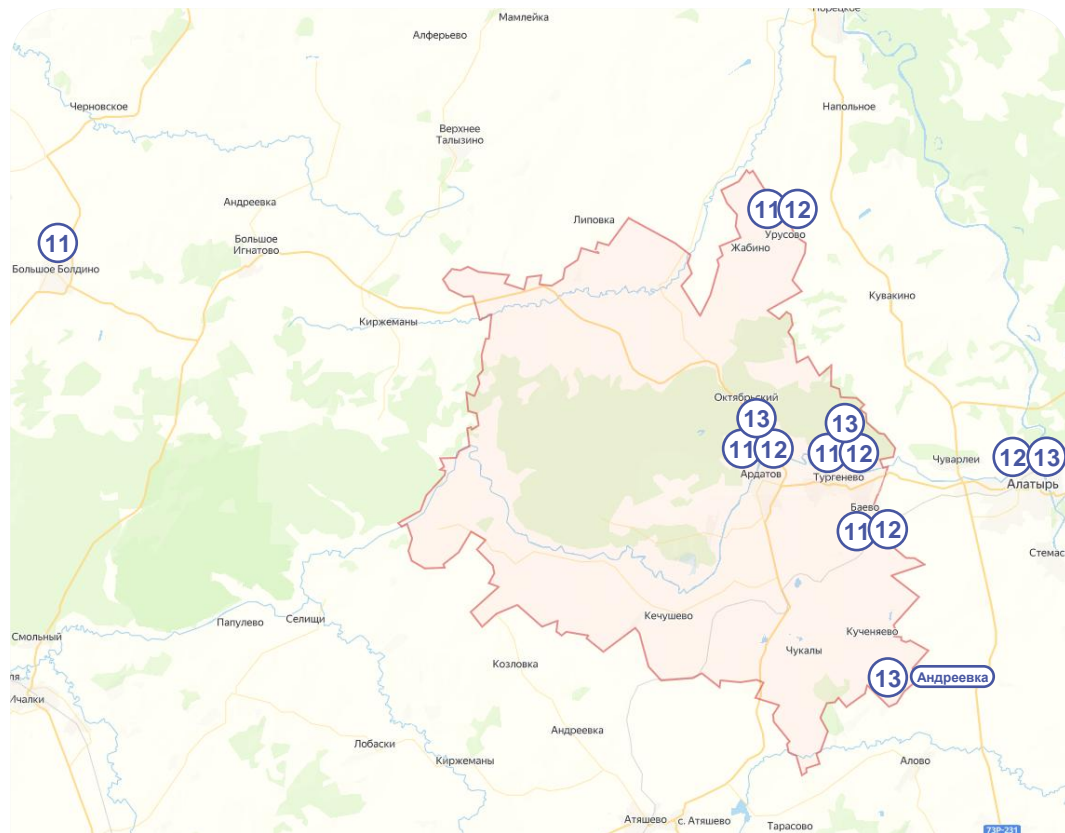 Мамлейка
Порецкое
Алферьево
Черновское
Напольное
Верхнее
Талызино
Андреевка
11
12
Липовка
Урусово
11
Большое
Игнатово
Жабино
Большое Болдино
Кувакино
Киржеманы
Октябрьский
13
13
11
12
11
12
Чуварлеи
12
13
Ардатов
Тургенево
Алатырь
Баево
11
12
Папулево
Селищи
Кечушево
Смольный
Кученяево
Чукалы
Козловка
13
Андреевка
Ичалки
Андреевка
Лобаски
Киржеманы
Алово
Атяшево
с. Атяшево
Тарасово
73Р-231